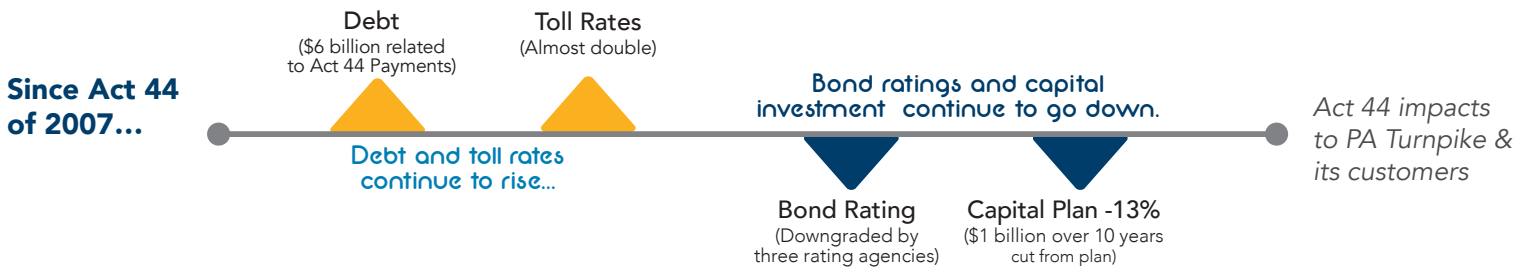 Since Act 44
of 2007...
Debt
($6 billion related
to Act 44 Payments)
Toll Rates
(Almost double)
Debt and toll rates
continue to rise...
Bond ratings and capital
investment continue to go down.
Bond Rating
(Downgraded by
three rating agencies)
Capital Plan -13%
($1 billion over 10 years
cut from plan)
Act 44 impacts
to PA Turnpike &
its customers